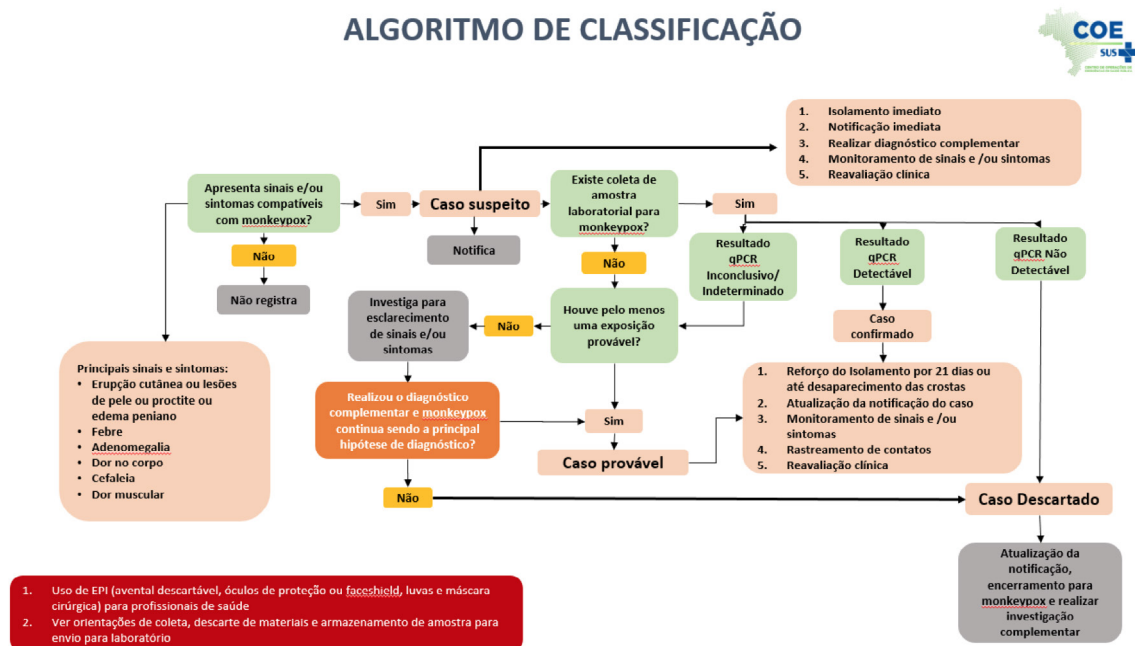 ALGORITMO DE CLASSIFICAÇÃO
COE
SUS
1. Isolamento imediato
2. Notificação imediata
3. Realizar diagnóstico complementar
4. Monitoramento de sinais e /ou sintomas
5. Reavaliação clínica
Apresenta sinais e/ou
sintomas compatíveis
com monkeypox?
Sim
Caso suspeito
Existe coleta de
amostra
laboratorial para
monkeypox?
Sim
Não
Notifica
Não
Resultado
qPCR
Inconclusivo/
Indeterminado
Resultado
qPCR
Detectável
Resultado
qPCR Não
Detectável
Não registra
Investiga para
esclarecimento
de sinais e/ou
sintomas
Não
Houve pelo menos
uma exposição
provável?
Caso
confirmado
Principais sinais e sintomas:
• Erupção cutânea ou lesões
de pele ou proctite ou
edema peniano
• Febre
• Adenomegalia
• Dor no corpo
• Cefaleia
• Dor muscular
Realizou o diagnóstico
complementar e monkeypox
continua sendo a principal
hipótese de diagnóstico?
Sim
Caso provável
1. Reforço do Isolamento por 21 dias ou
até desaparecimento das crostas
2. Atualização da notificação do caso
3. Monitoramento de sinais e /ou
sintomas
4. Rastreamento de contatos
5. Reavaliação clínica
Não
Caso Descartado
Atualização da
notificação,
encerramento para
monkeypox e realizar
investigação
complementar
1. Uso de EPI (avental descartável, óculos de proteção ou faceshield, luvas e máscara
cirúrgica) para profissionais de saúde
2. Ver orientações de coleta, descarte de materiais e armazenamento de amostra para
envio para laboratório